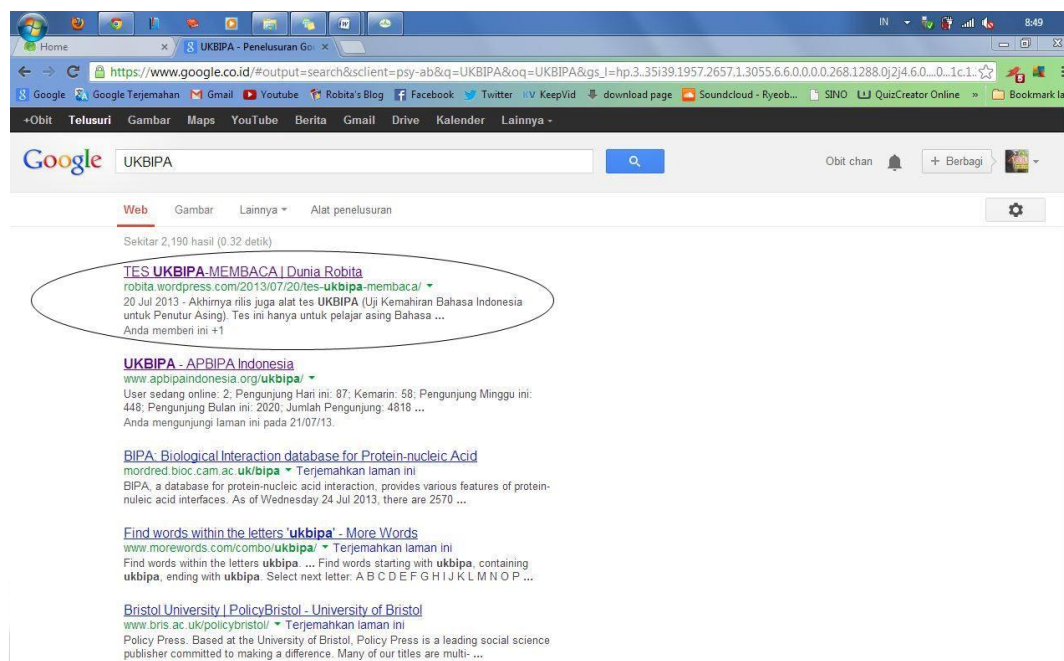 IN 8:49
Home UKBIPA - Penelusuran Goo
https://www.google.co.id/#output=search&sclient=psy-ab&q=UKBIPA&oq=UKBIPA&gs_l=hp.3..35i39.1957.2657.1.3055.6.6.0.0.0.0.268.1288.0j2j4.6.0...0...1c.1.
Google Google Terjemahan Gmail Youtube Robita's Blog Facebook Twitter KeepVid download page Soundcloud - Ryeob... SINO QuizCreator Online » Bookmark la
+Obit Telusuri Gambar Maps YouTube Berita Gmail Drive Kalender Lainnya
Google UKBIPA Obit chan + Berbagi
Web Gambar Lainnya Alat penelusuran
Sekitar 2,190 hasil (0.32 detik)
TES UKBIPA-MEMBACA | Dunia Robita
robita.wordpress.com/2013/07/20/tes-ukbipa-membaca/
20 Jul 2013 - Akhirnya rilis juga alat tes UKBIPA (Uji Kemahiran Bahasa Indonesia
untuk Penutur Asing). Tes ini hanya untuk pelajar asing Bahasa ...
Anda memberi ini +1
UKBIPA - APBIPA Indonesia
www.apbipaindonesia.org/ukbipa/
User sedang online: 2; Pengunjung Hari ini: 87; Kemarin: 58; Pengunjung Minggu ini:
448; Pengunjung Bulan ini: 2020; Jumlah Pengunjung: 4818 ...
Anda mengunjungi laman ini pada 21/07/13.
BIPA: Biological Interaction database for Protein-nucleic Acid
mordred.bioc.cam.ac.uk/bipa Terjemahkan laman ini
BIPA, a database for protein-nucleic acid interaction, provides various features of protein-
nuleic acid interfaces. As of Wednesday 24 Jul 2013, there are 2570 ...
Find words within the letters 'ukbipa' - More Words
www.morewords.com/combo/ukbipa/ Terjemahkan laman ini
Find words within the letters ukbipa. ... Find words starting with ukbipa, containing
ukbipa, ending with ukbipa. Select next letter: A B C D E F G H I J K L M N O P ...
Bristol University | PolicyBristol - University of Bristol
www.bris.ac.uk/policybristol/ Terjemahkan laman ini
Policy Press. Based at the University of Bristol, Policy Press is a leading social science
publisher committed to making a difference. Many of our titles are multi- ...